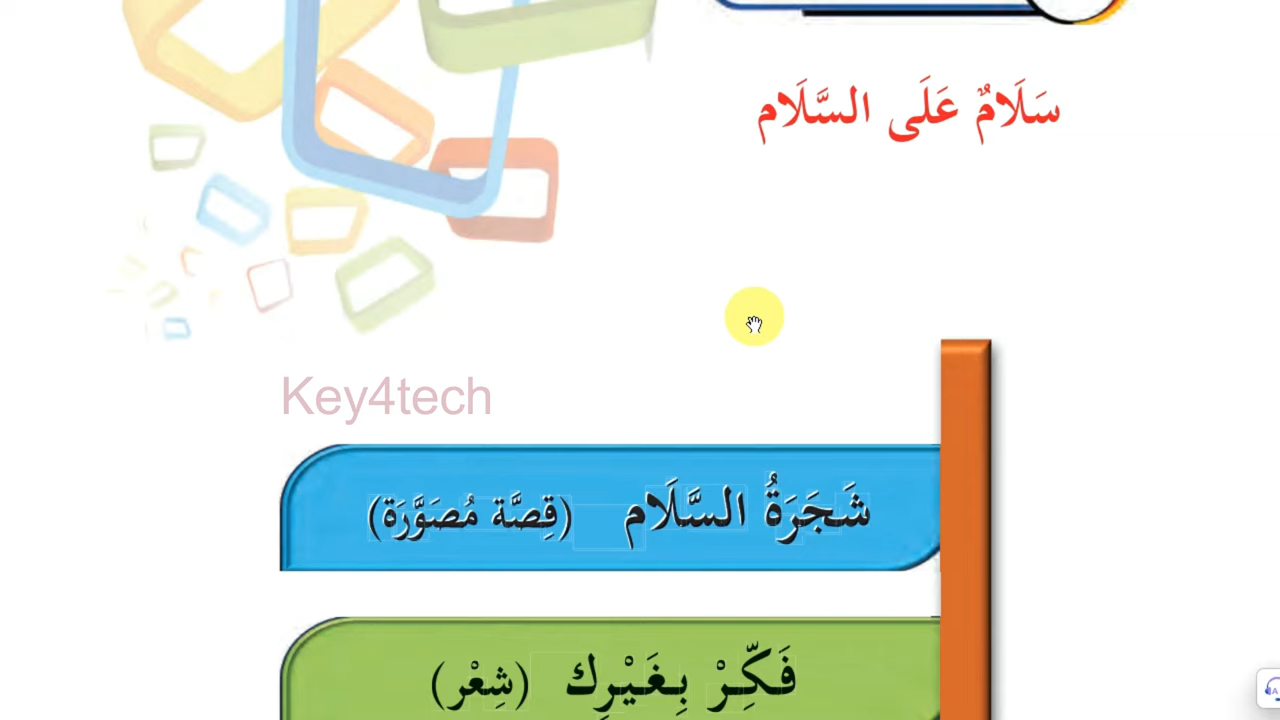 سَلَامٌ عَلَى السَّلَام
Key4tech
شَجَرَةُ السَّلَام (قِصَّة مُصَوَّرَة)
فَكِّرْ بِغَيْرِك (شِعْر)